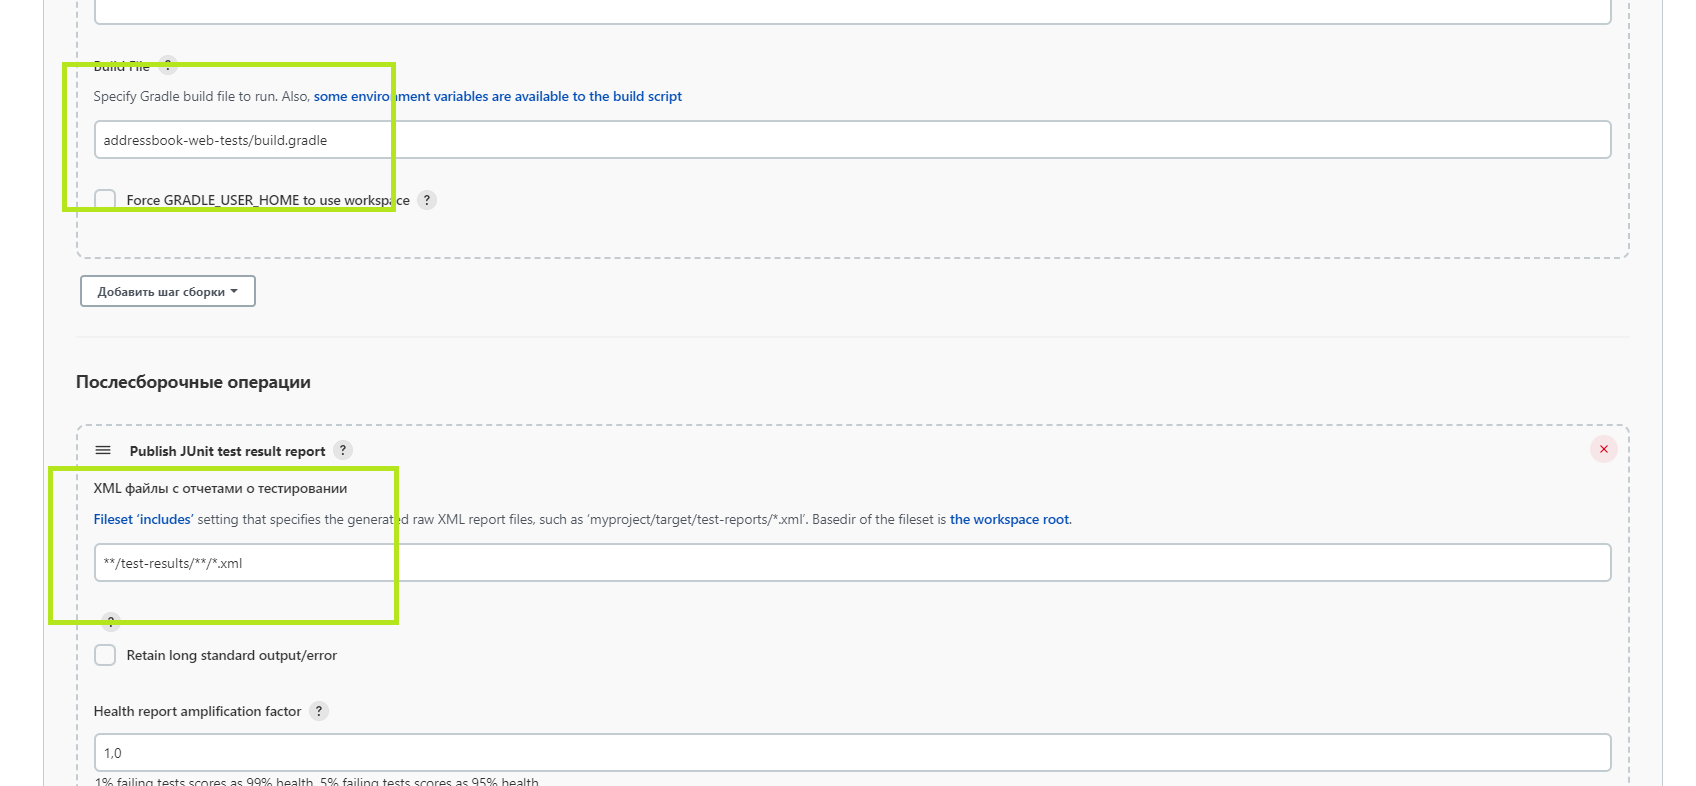 Build File ?
Specify Gradle build file to run. Also, some environment variables are available to the build script
addressbook-web-tests/build.gradle
Force GRADLE_USER_HOME to use workspace ?
Добавить шаг сборки
Послесборочные операции
Publish JUnit test result report ?
XML файлы с отчетами о тестировании
Fileset ‘includes’ setting that specifies the generated raw XML report files, such as ‘myproject/target/test-reports/*.xml’. Basedir of the fileset is the workspace root.
**/test-results/**/*.xml
?
Retain long standard output/error
Health report amplification factor ?
1,0
1% failing tests scores as 99% health. 5% failing tests scores as 95% health